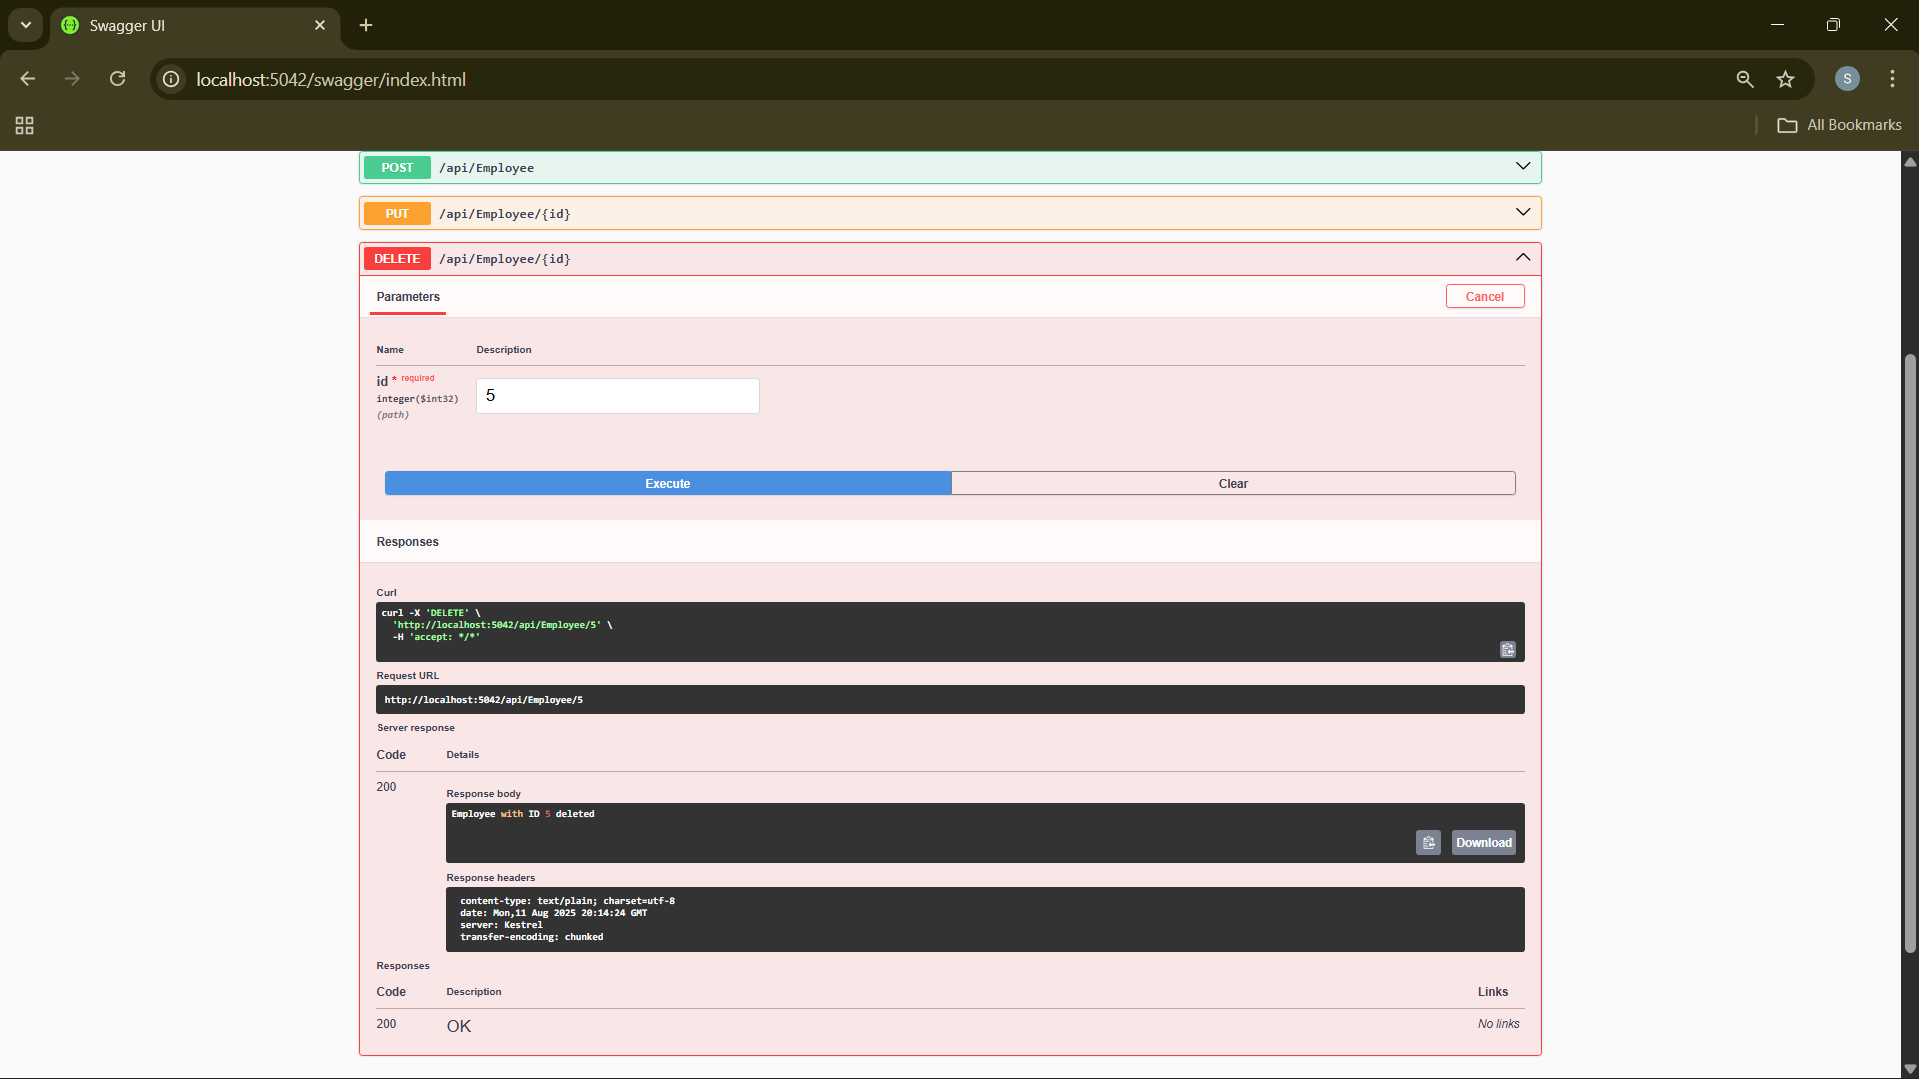 Swagger UI
localhost:5042/swagger/index.html
S
All Bookmarks
POST /api/Employee
PUT /api/Employee/{id}
DELETE /api/Employee/{id}
Parameters
Cancel
Name Description
id * required
integer($int32)
(path)
5
Execute
Clear
Responses
Curl
curl -X 'DELETE' \
'http://localhost:5042/api/Employee/5' \
-H 'accept: */*'
Request URL
http://localhost:5042/api/Employee/5
Server response
Code Details
200
Response body
Employee with ID 5 deleted
Download
Response headers
content-type: text/plain; charset=utf-8
date: Mon,11 Aug 2025 20:14:24 GMT
server: Kestrel
transfer-encoding: chunked
Responses
Code Description Links
200 OK No links